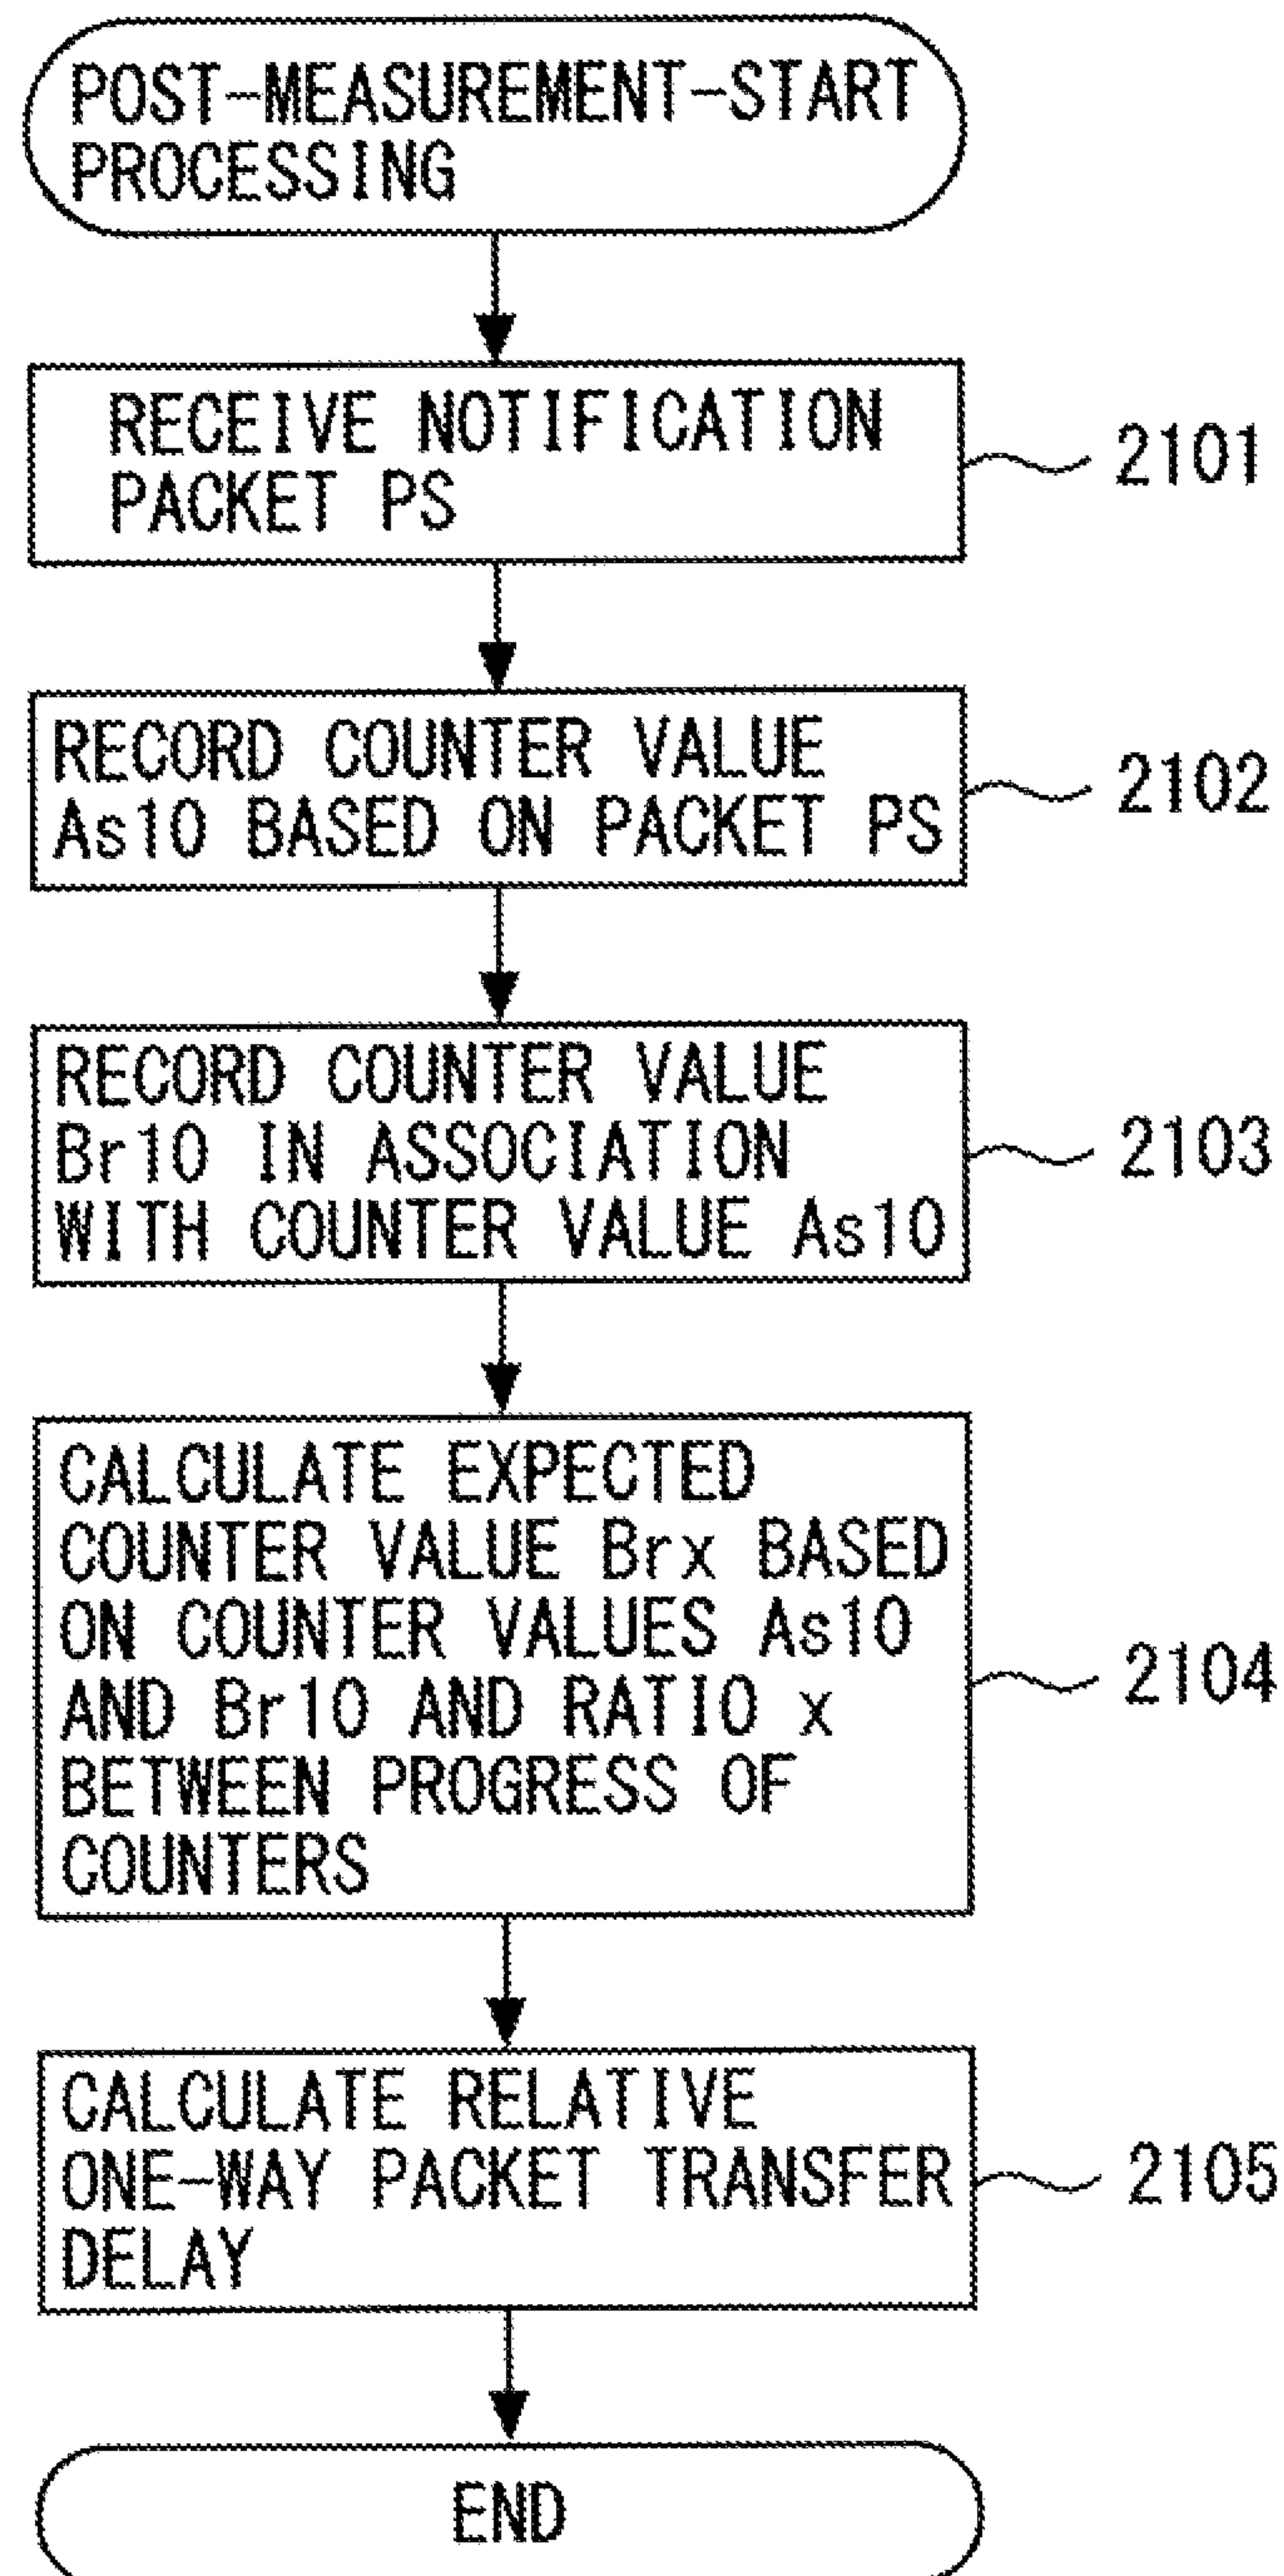 POST-MEASUREMENT-START
PROCESSING
RECEIVE NOTIFICATION
PACKET PS
2101
RECORD COUNTER VALUE
As10 BASED ON PACKET PS
2102
RECORD COUNTER VALUE
Br10 IN ASSOCIATION
WITH COUNTER VALUE As10
2103
CALCULATE EXPECTED
COUNTER VALUE Brx BASED
ON COUNTER VALUES As10
AND Br10 AND RATIO x
BETWEEN PROGRESS OF
COUNTERS
2104
CALCULATE RELATIVE
ONE-WAY PACKET TRANSFER
DELAY
2105
END